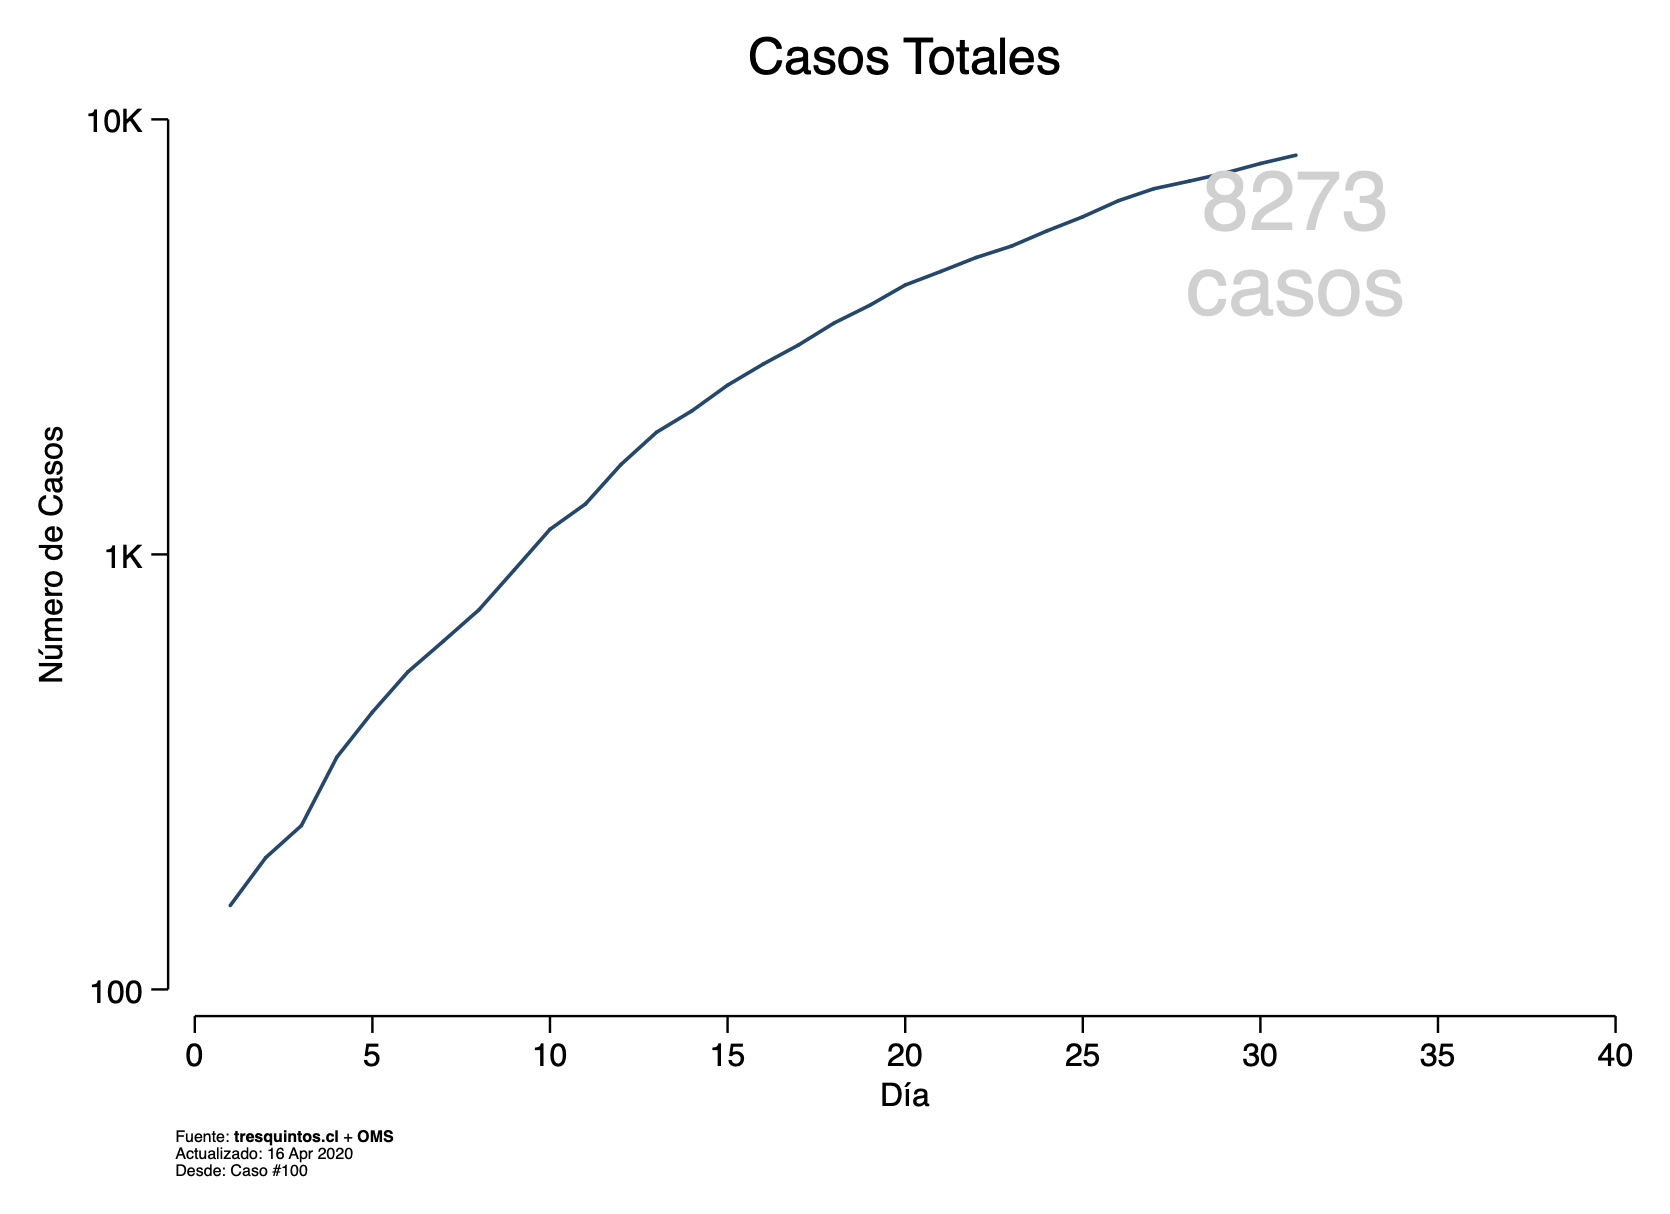 Casos Totales
10K
8273
casos
Número de Casos
1K
100
0 5 10 15 20 25 30 35 40
Día
Fuente: tresquintos.cl + OMS
Actualizado: 16 Apr 2020
Desde: Caso #100